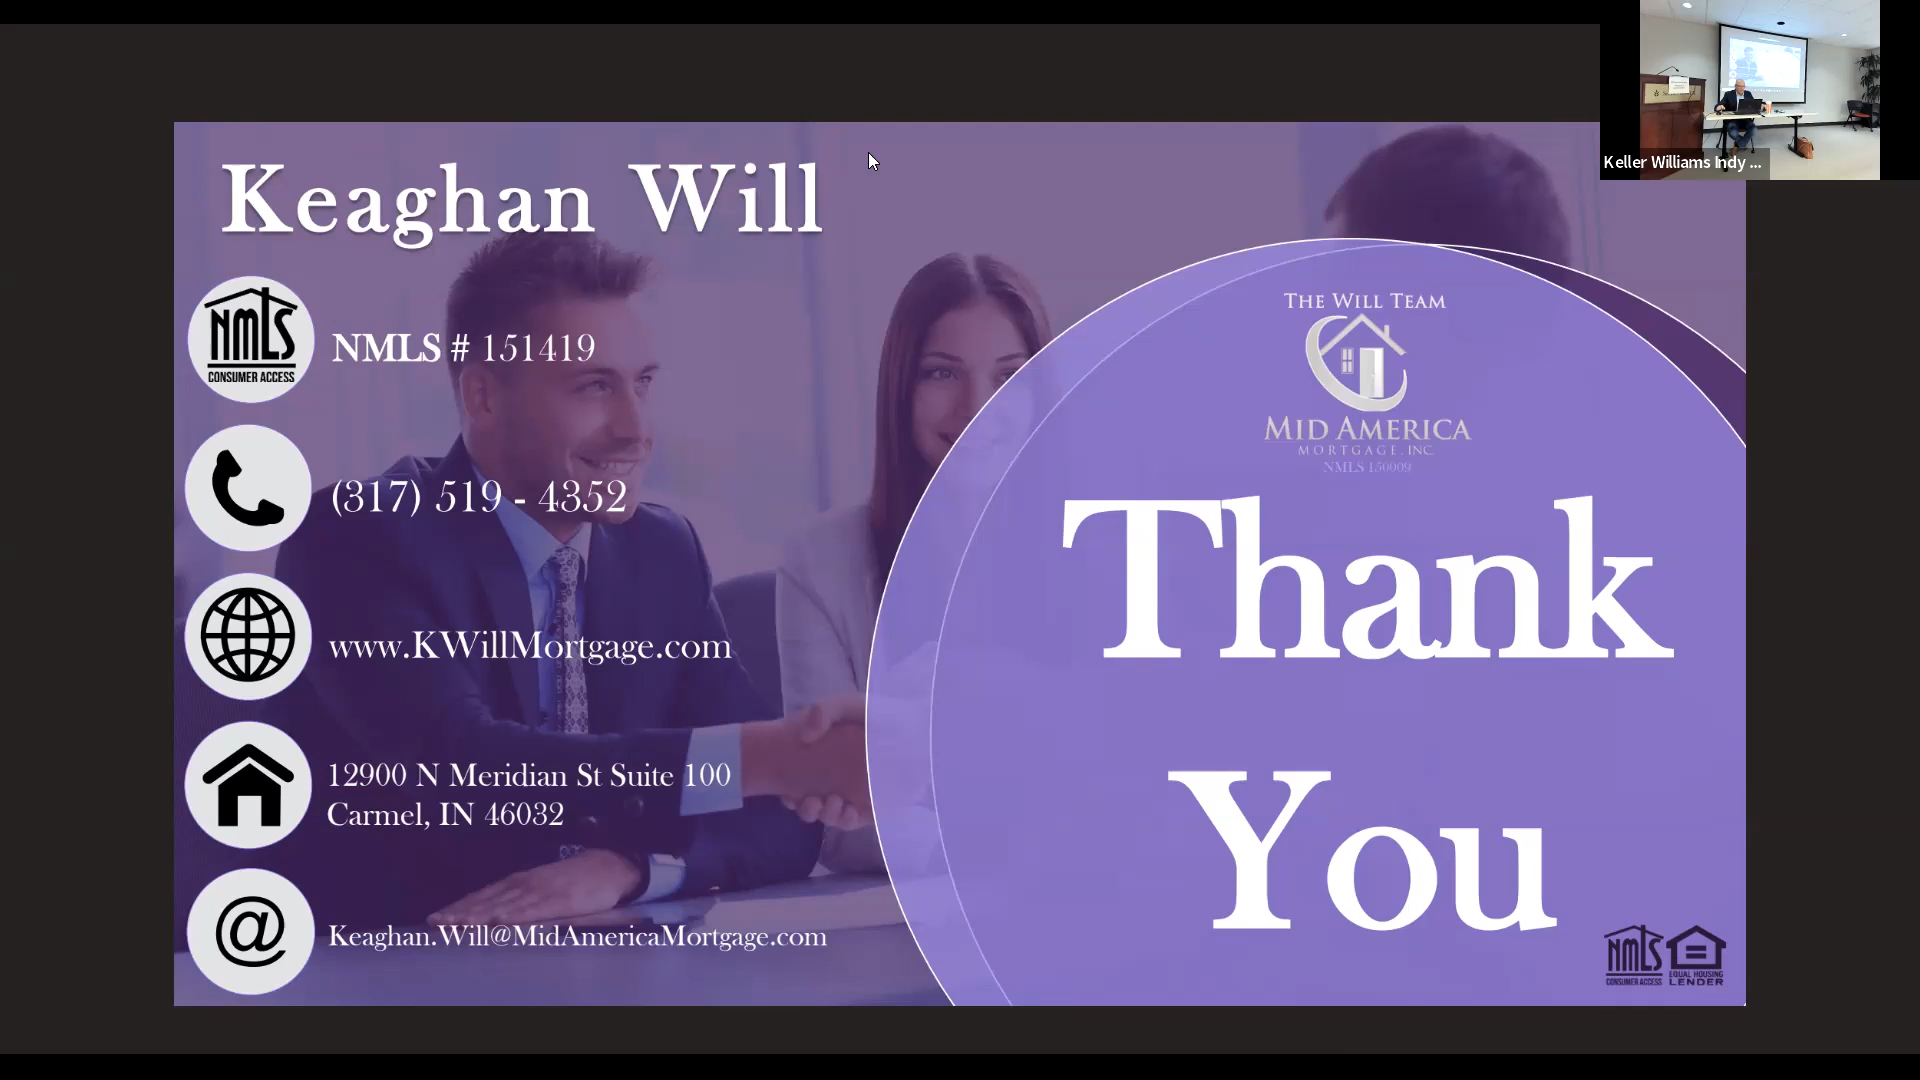 Keaghan Will
NMLS
CONSUMER ACCESS
NMLS # 151419
(317) 519 - 4352
www.KWillMortgage.com
12900 N Meridian St Suite 100
Carmel, IN 46032
@
Keaghan.Will@MidAmericaMortgage.com
THE WILL TEAM
MID AMERICA
MORTGAGE, INC.
NMLS 150009
Thank
You
NMLS
CONSUMER ACCESS
EQUAL HOUSING
LENDER
Keller Williams Indy ...